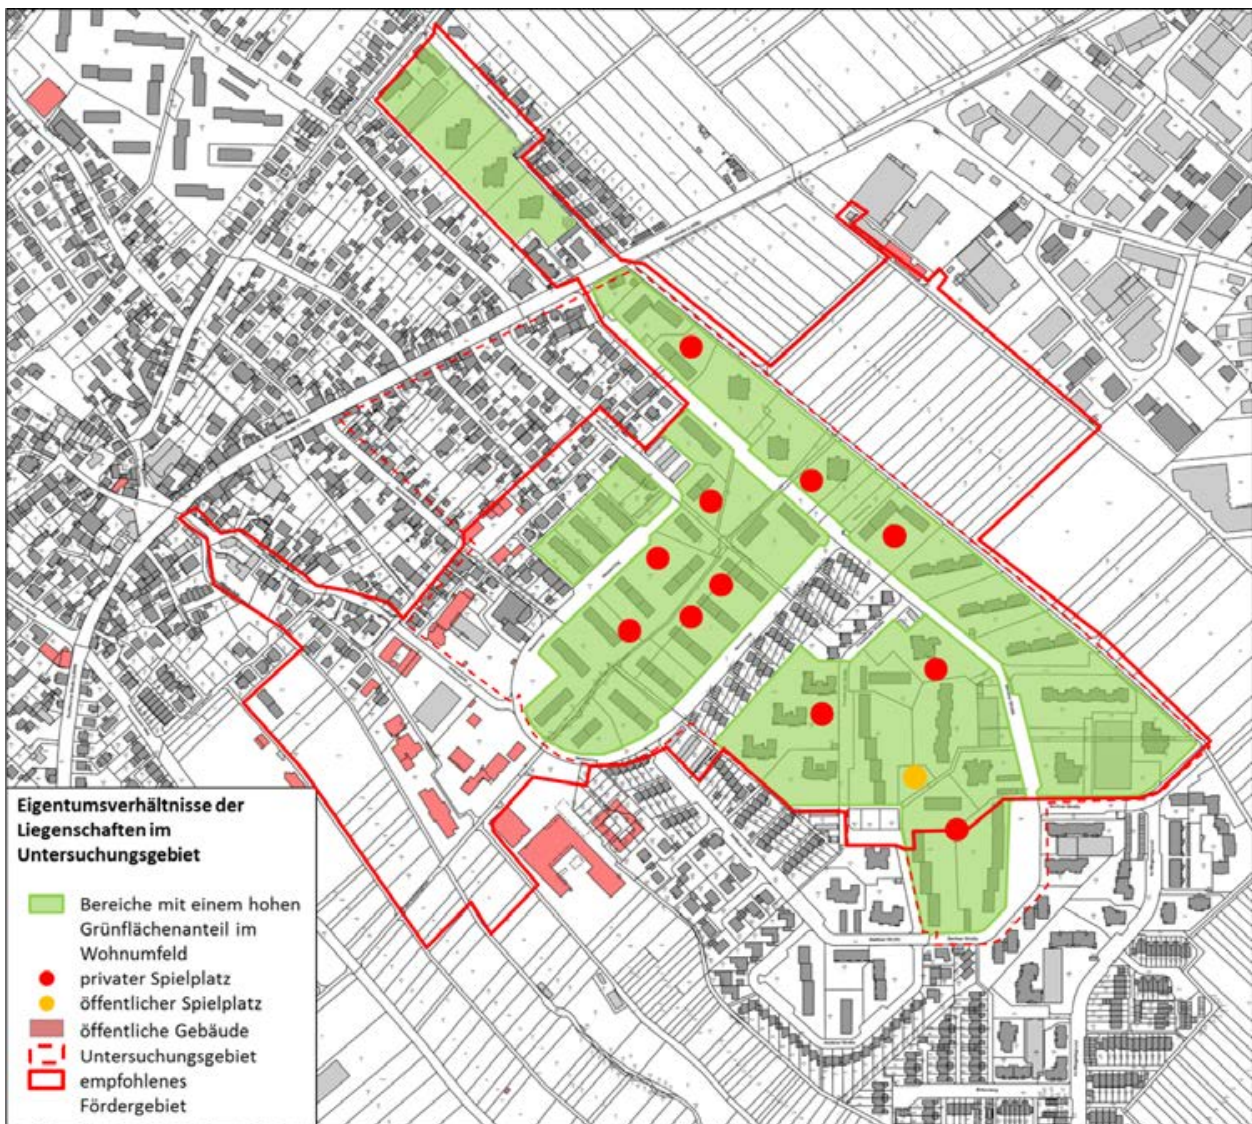 Eigentumsverhältnisse der
Liegenschaften im
Untersuchungsgebiet
Bereiche mit einem hohen
Grünflächenanteil im
Wohnumfeld
privater Spielplatz
öffentlicher Spielplatz
öffentliche Gebäude
Untersuchungsgebiet
empfohlenes
Fördergebiet